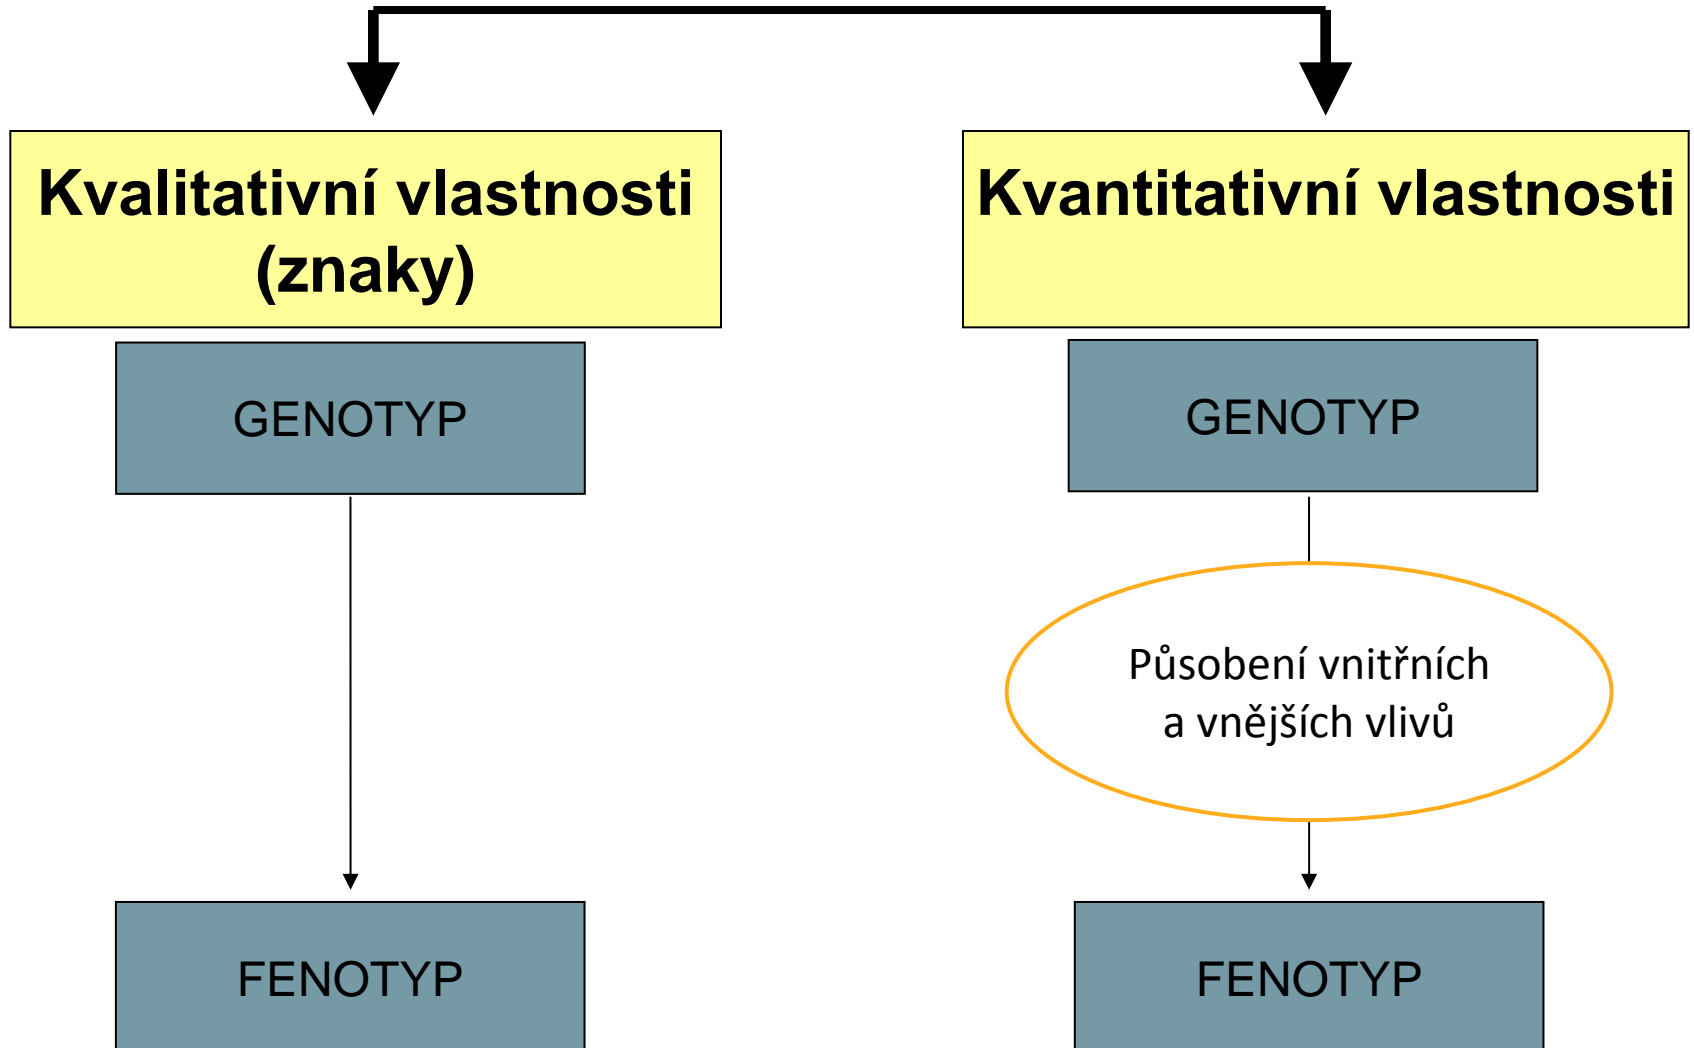 Kvalitativní vlastnosti
(znaky)
GENOTYP
FENOTYP
Kvantitativní vlastnosti
GENOTYP
Působení vnitřních
a vnějších vlivů
FENOTYP